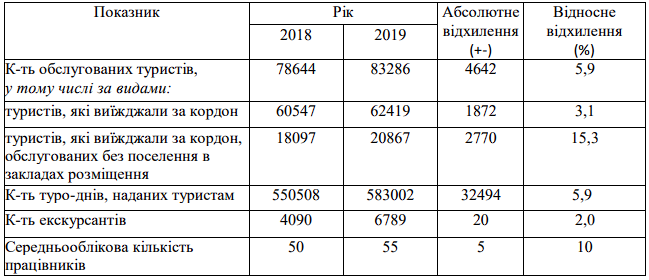 Показник Рік Абсолютне відхилення (+-) Відносне відхилення (%)
2018 2019
К-ть обслугованих туристів, 78644 83286 4642 5,9
у тому числі за видами:
туристів, які виїжджали за кордон 60547 62419 1872 3,1
туристів, які виїжджали за кордон, 18097 20867 2770 15,3
обслугованих без поселення в
закладах розміщення
К-ть туро-днів, наданих туристам 550508 583002 32494 5,9
К-ть екскурсантів 4090 6789 20 2,0
Середньооблікова кількість 50 55 5 10
працівників